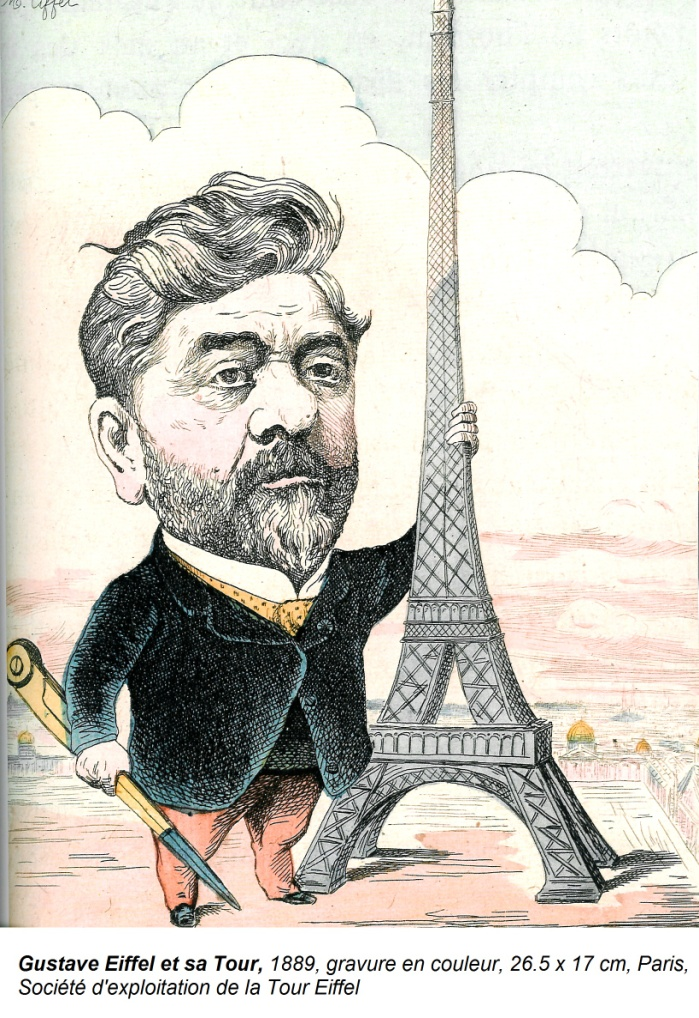 Eiffel
Gustave Eiffel et sa Tour, 1889, gravure en couleur, 26.5 x 17 cm, Paris,
Société d'exploitation de la Tour Eiffel